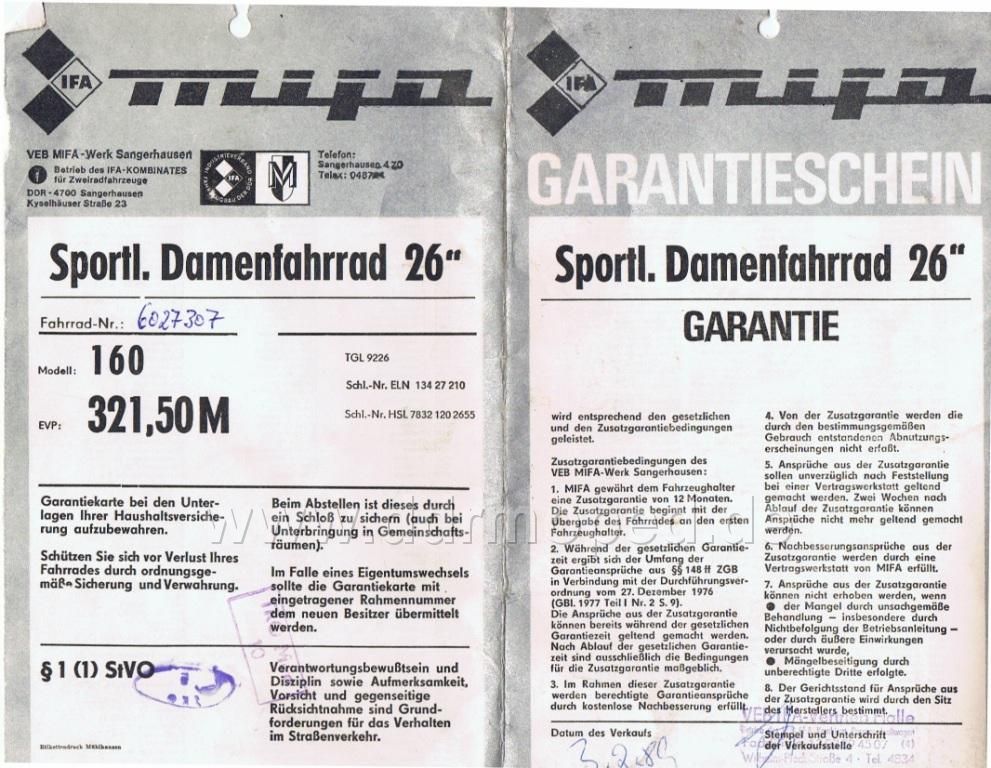 IFA
mifa
VEB MIFA-Werk Sangerhausen
Betrieb des IFA-KOMBINATES
für Zweiradfahrzeuge
DDR-4700 Sangerhausen
Kyselhäuser Straße 23
IFA
M
Telefon:
Sangerhausen 4 70
Telex:
Sportl. Damenfahrrad 26"
Fahrrad-Nr.: 6027307
Modell: 160
EVP: 321,50 M
TGL 9226
Schl.-Nr. ELN 134 27 210
Schl.-Nr. HSL 7832 120 2655
Garantiekarte bei den Unter-
lagen Ihrer Haushaltsversiche-
rung aufzubewahren.
Schützen Sie sich vor Verlust Ihres
Fahrrades durch ordnungsge-
mäße Sicherung und Verwahrung.
Beim Abstellen ist dieses durch
ein Schloß zu sichern (auch bei
Unterbringung in Gemeinschafts
räumen).
Im Falle eines Eigentumswechsels
sollte die Garantiekarte mit
eingetragener Rahmennummer
dem neuen Besitzer übermittelt
werden.
§ 1 (1) StVO
Verantwortungsbewußtsein und
Disziplin sowie Aufmerksamkeit,
Vorsicht und gegenseitige
Rücksichtnahme sind Grund-
forderungen für das Verhalten
im Straßenverkehr.
Etikettendruck Mühlhausen
IFA
mifa
GARANTIESCHEIN
Sportl. Damenfahrrad 26"
GARANTIE
wird entsprechend den gesetzlichen
und den Zusatzgarantiebedingungen
geleistet.
Zusatzgarantiebedingungen des
VEB MIFA-Werk Sangerhausen:
1. MIFA gewährt dem Fahrzeughalter
eine Zusatzgarantie von 12 Monaten.
Die Zusatzgarantie beginnt mit der
Übergabe des Fahrrades an den ersten
Fahrzeughalter.
2. Während der gesetzlichen Garantie-
zeit ergibt sich der Umfang der
Garantieansprüche aus §§ 148 ff ZGB
in Verbindung mit der Durchführungsver-
ordnung vom 27. Dezember 1976
(GBl. 1977 Teil I Nr. 2 S. 9).
Die Ansprüche aus der Zusatzgarantie
können bereits während der gesetzlichen
Garantiezeit geltend gemacht werden.
Nach Ablauf der gesetzlichen Garantie-
zeit sind ausschließlich die Bedingungen
für die Zusatzgarantie maßgeblich.
3. Im Rahmen dieser Zusatzgarantie
werden berechtigte Garantieansprüche
durch kostenlose Nachbesserung erfüllt.
4. Von der Zusatzgarantie werden die
durch den bestimmungsgemäßen
Gebrauch entstandenen Abnutzungs-
erscheinungen nicht erfaßt.
5. Ansprüche aus der Zusatzgarantie
sollen unverzüglich nach Feststellung
bei einer Vertragswerkstatt geltend
gemacht werden. Zwei Wochen nach
Ablauf der Zusatzgarantie können
Ansprüche nicht mehr geltend gemacht
werden.
6. Nachbesserungsansprüche aus der
Zusatzgarantie werden durch eine
Vertragswerkstatt von MIFA erfüllt.
7. Ansprüche aus der Zusatzgarantie
können nicht erhoben werden, wenn
● der Mangel durch unsachgemäße
Behandlung – insbesondere durch
Nichtbefolgung der Betriebsanleitung –
oder durch äußere Einwirkungen
verursacht wurde,
● Mängelbeseitigung durch
unberechtigte Dritte erfolgte.
8. Der Gerichtsstand für Ansprüche aus
der Zusatzgarantie wird durch den Sitz
des Herstellers bestimmt.
Datum des Verkaufs
3.2.89
Stempel und Unterschrift
der Verkaufsstelle
Straße 4 - Tel. 4834